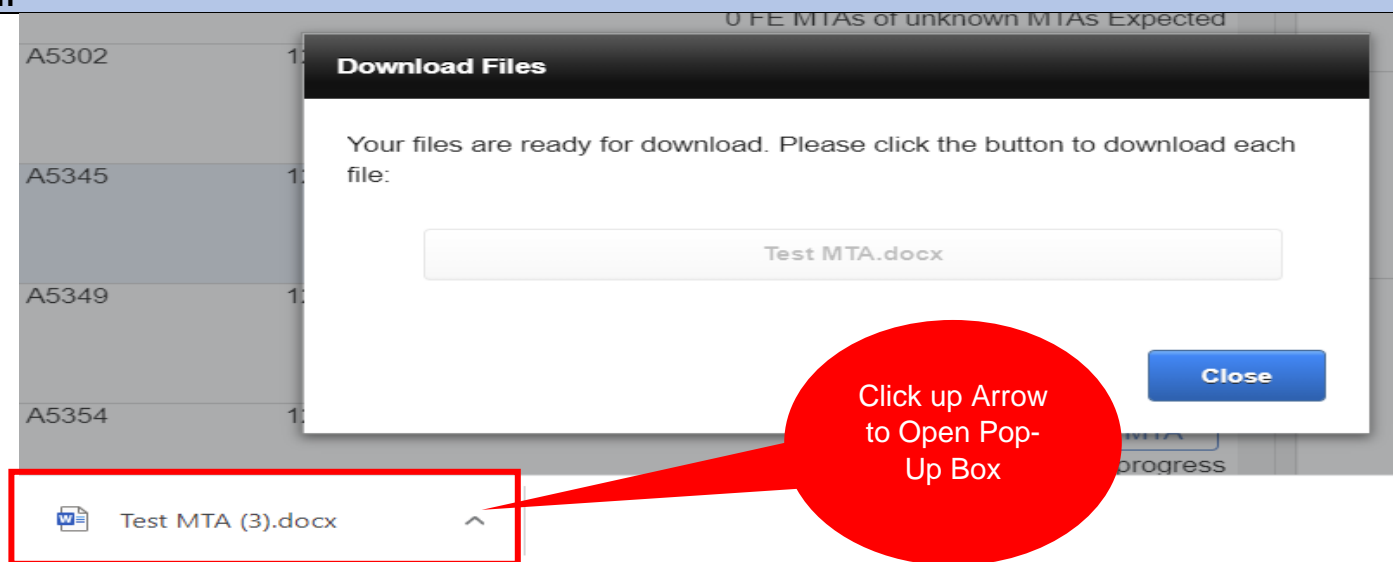 0 FE MTAs of unknown MTAs Expected
A5302
Download Files
Your files are ready for download. Please click the button to download each
file:
A5345
Test MTA.docx
A5349
Close
Click up Arrow
to Open Pop-
Up Box
A5354
MTA
progress
Test MTA (3).docx